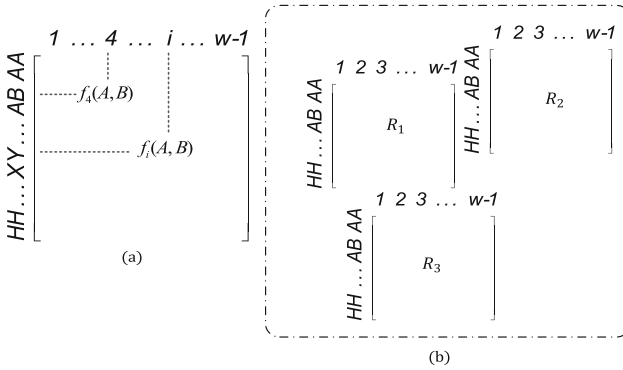 1 ... 4 ... i ... w-1
HH ... XY ... AB AA
f4(A, B)
fi(A, B)
(a)
1 2 3 ... w-1
HH ... AB AA
R1
1 2 3 ... w-1
HH ... AB AA
R2
1 2 3 ... w-1
HH ... AB AA
R3
(b)